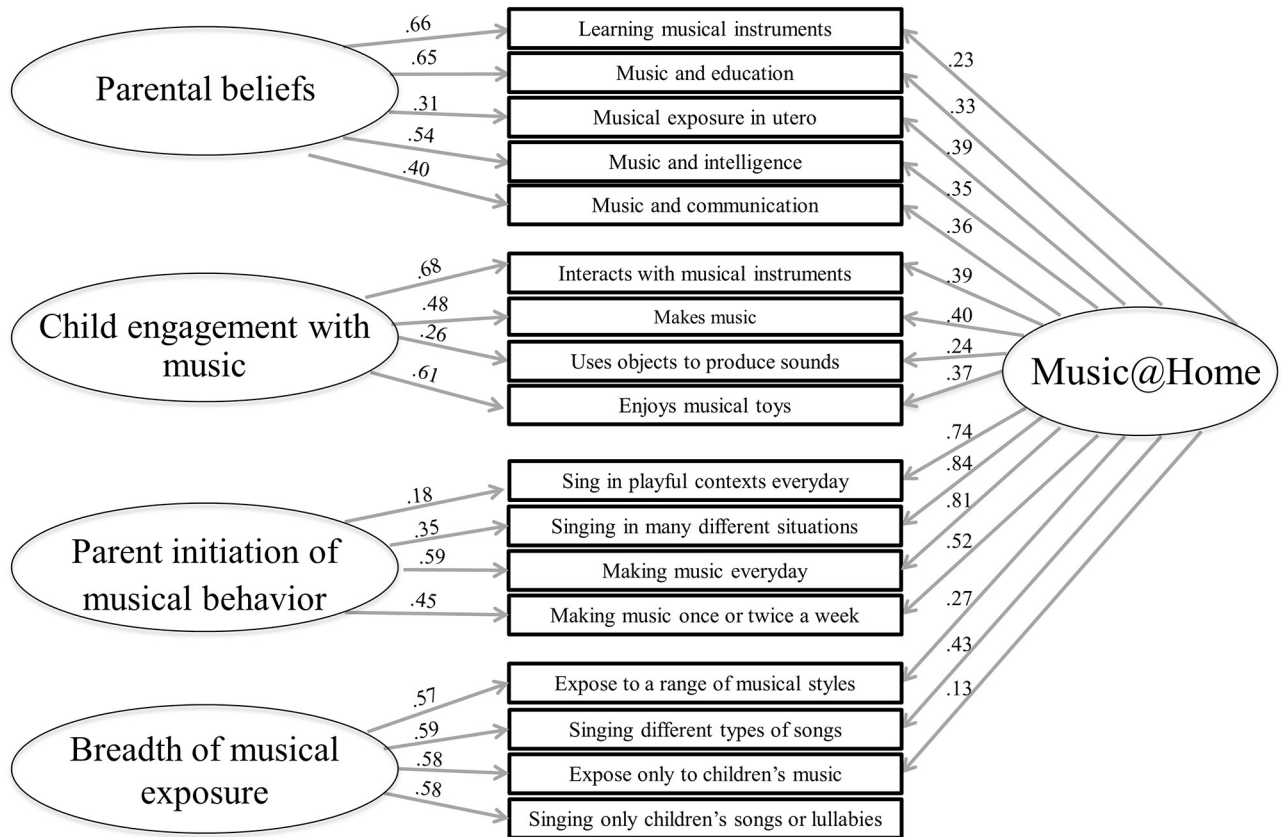 Parental beliefs
.66
.65
.31
.54
.40
Learning musical instruments
Music and education
Musical exposure in utero
Music and intelligence
Music and communication
.23
.33
.39
.35
.36
Child engagement with
music
.68
.48
.26
.61
Interacts with musical instruments
Makes music
Uses objects to produce sounds
Enjoys musical toys
.39
.40
.24
.37
Music@Home
Parent initiation of
musical behavior
.18
.35
.59
.45
Sing in playful contexts everyday
Singing in many different situations
Making music everyday
Making music once or twice a week
.74
.84
.81
.52
Breadth of musical
exposure
.57
.59
.58
.58
Expose to a range of musical styles
Singing different types of songs
Expose only to children’s music
Singing only children’s songs or lullabies
.27
.43
.13